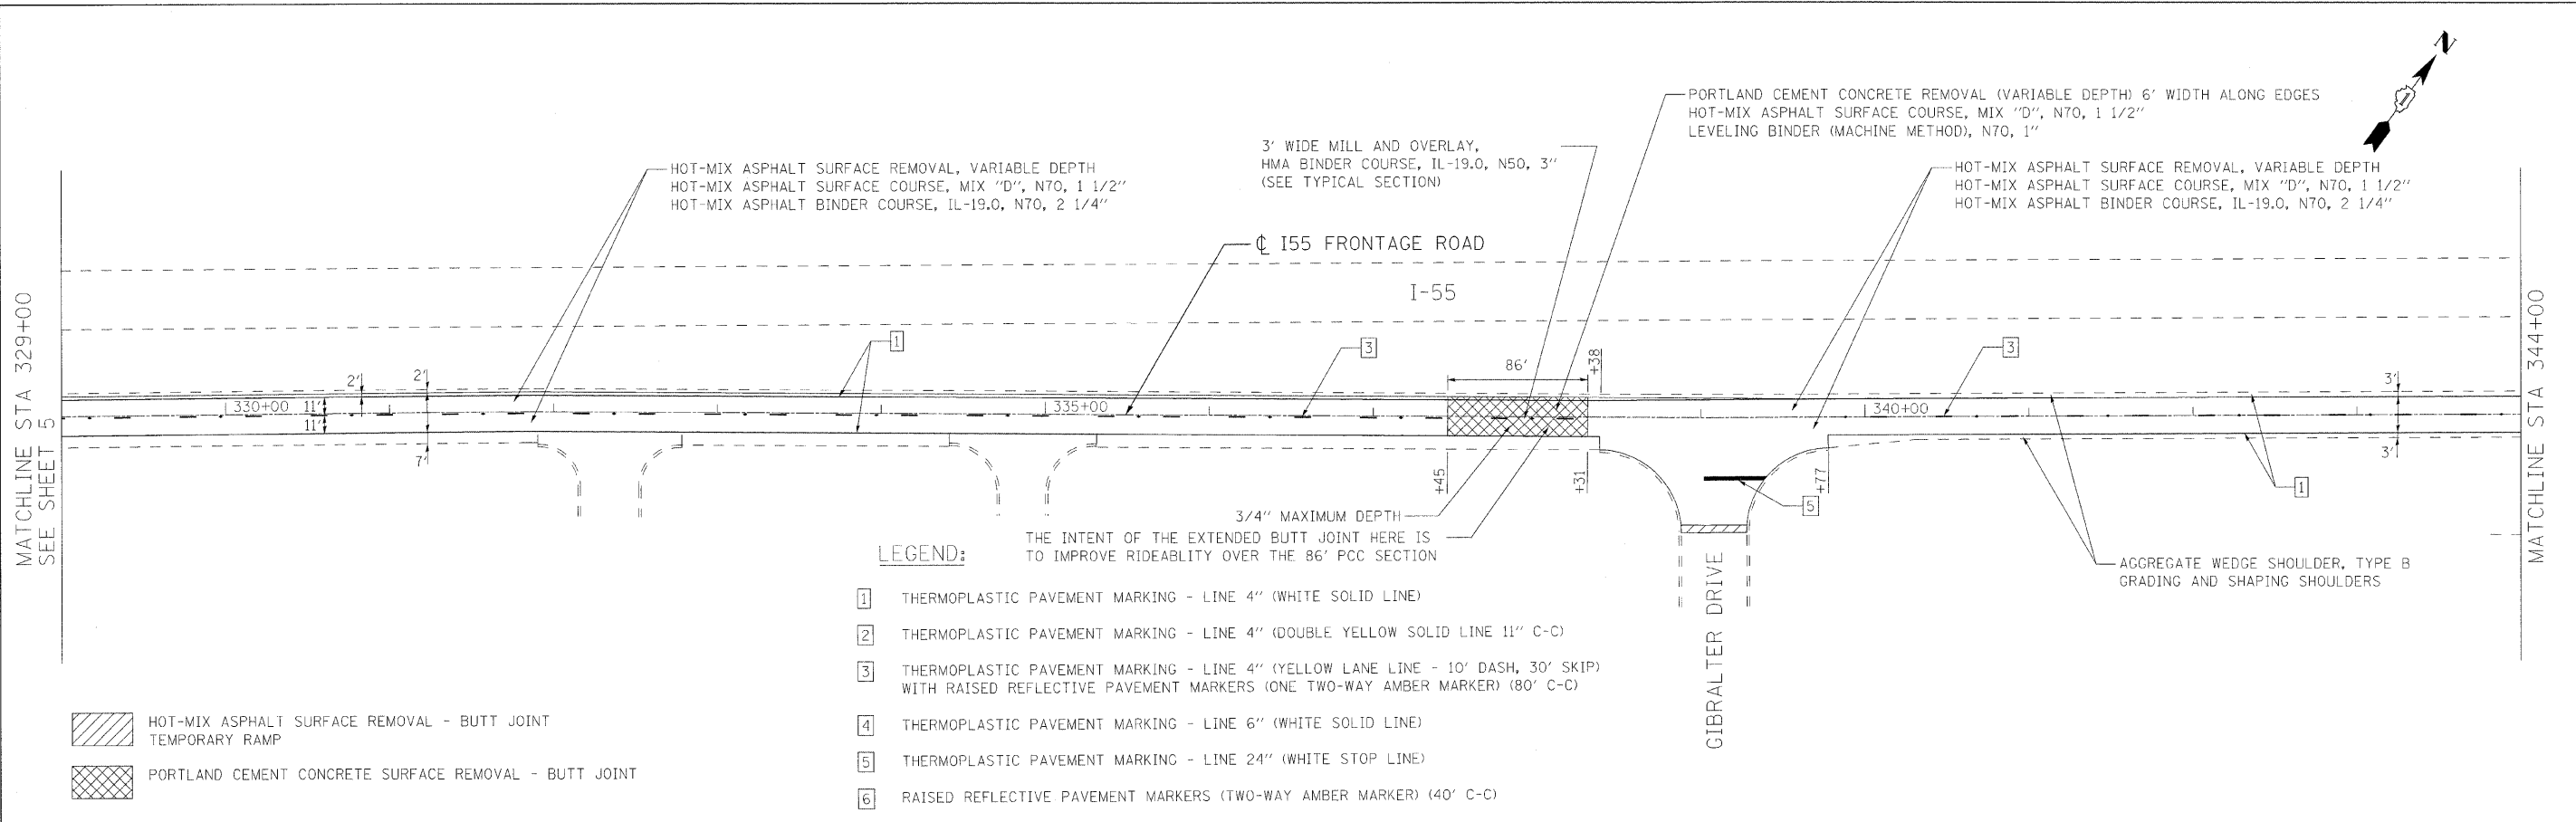 N
PORTLAND CEMENT CONCRETE REMOVAL (VARIABLE DEPTH) 6' WIDTH ALONG EDGES
HOT-MIX ASPHALT SURFACE COURSE, MIX "D", N70, 1 1/2"
LEVELING BINDER (MACHINE METHOD), N70, 1"
3' WIDE MILL AND OVERLAY,
HMA BINDER COURSE, IL-19.0, N50, 3"
(SEE TYPICAL SECTION)
HOT-MIX ASPHALT SURFACE REMOVAL, VARIABLE DEPTH
HOT-MIX ASPHALT SURFACE COURSE, MIX "D", N70, 1 1/2"
HOT-MIX ASPHALT BINDER COURSE, IL-19.0, N70, 2 1/4"
HOT-MIX ASPHALT SURFACE REMOVAL, VARIABLE DEPTH
HOT-MIX ASPHALT SURFACE COURSE, MIX "D", N70, 1 1/2"
HOT-MIX ASPHALT BINDER COURSE, IL-19.0, N70, 2 1/4"
℄ I55 FRONTAGE ROAD
I-55
MATCHLINE STA 329+00
SEE SHEET 5
MATCHLINE STA 344+00
1
3
86'
+38
3
2'
2'
3'
330+00
11'
11'
335+00
340+00
7'
3'
+45
+31
+77
1
5
3/4" MAXIMUM DEPTH
THE INTENT OF THE EXTENDED BUTT JOINT HERE IS
TO IMPROVE RIDEABLITY OVER THE 86' PCC SECTION
AGGREGATE WEDGE SHOULDER, TYPE B
GRADING AND SHAPING SHOULDERS
GIBRALTER DRIVE
LEGEND:
1 THERMOPLASTIC PAVEMENT MARKING - LINE 4" (WHITE SOLID LINE)
2 THERMOPLASTIC PAVEMENT MARKING - LINE 4" (DOUBLE YELLOW SOLID LINE 11" C-C)
3 THERMOPLASTIC PAVEMENT MARKING - LINE 4" (YELLOW LANE LINE - 10' DASH, 30' SKIP)
WITH RAISED REFLECTIVE PAVEMENT MARKERS (ONE TWO-WAY AMBER MARKER) (80' C-C)
4 THERMOPLASTIC PAVEMENT MARKING - LINE 6" (WHITE SOLID LINE)
5 THERMOPLASTIC PAVEMENT MARKING - LINE 24" (WHITE STOP LINE)
6 RAISED REFLECTIVE PAVEMENT MARKERS (TWO-WAY AMBER MARKER) (40' C-C)
HOT-MIX ASPHALT SURFACE REMOVAL - BUTT JOINT
TEMPORARY RAMP
PORTLAND CEMENT CONCRETE SURFACE REMOVAL - BUTT JOINT